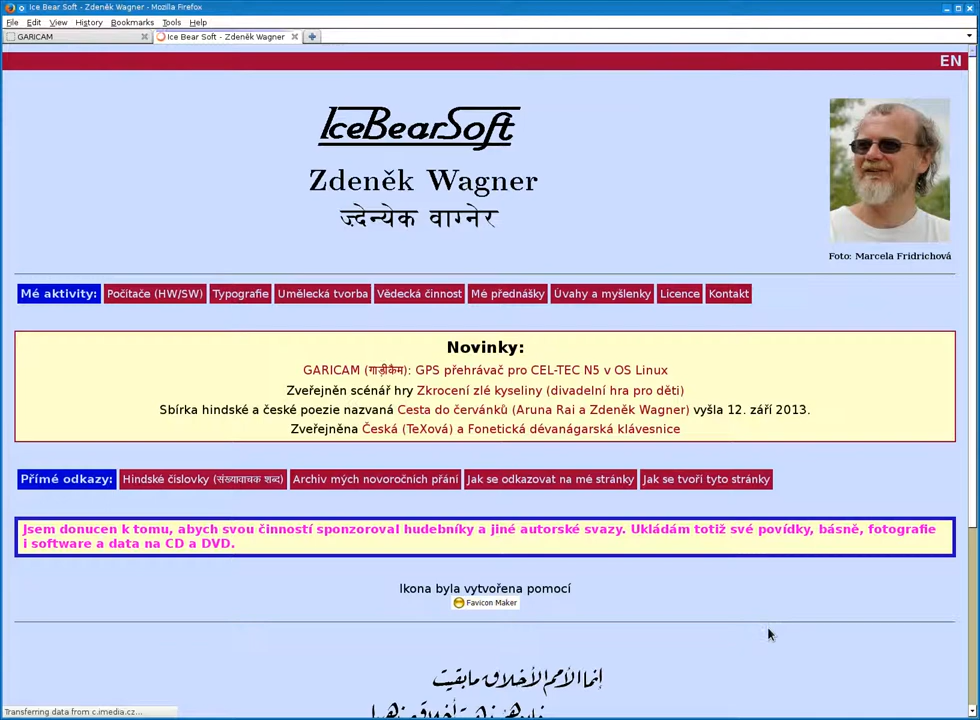 Ice Bear Soft - Zdeněk Wagner - Mozilla Firefox
File Edit View History Bookmarks Tools Help
GARICAM
Ice Bear Soft - Zdeněk Wagner
EN
IceBearSoft
Zdeněk Wagner
ज़्देन्येक वाग्नेर
Foto: Marcela Fridrichová
Mé aktivity: Počítače (HW/SW) Typografie Umělecká tvorba Vědecká činnost Mé přednášky Úvahy a myšlenky Licence Kontakt
Novinky:
GARICAM (गाड़ीकैम): GPS přehrávač pro CEL-TEC N5 v OS Linux
Zveřejněn scénář hry Zkrocení zlé kyseliny (divadelní hra pro děti)
Sbírka hindské a české poezie nazvaná Cesta do červánků (Aruna Rai a Zdeněk Wagner) vyšla 12. září 2013.
Zveřejněna Česká (TeXová) a Fonetická dévanágarská klávesnice
Přímé odkazy: Hindské číslovky (संख्यावाचक शब्द) Archiv mých novoročních přání Jak se odkazovat na mé stránky Jak se tvoří tyto stránky
Jsem donucen k tomu, abych svou činností sponzoroval hudebníky a jiné autorské svazy. Ukládám totiž své povídky, básně, fotografie
i software a data na CD a DVD.
Ikona byla vytvořena pomocí
Favicon Maker
إنما الأمم الأخلاق ما بقيت
Transferring data from c.imedia.cz...